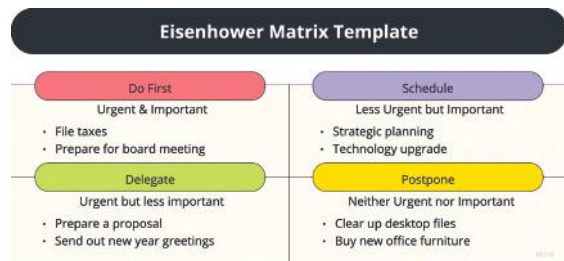 Eisenhower Matrix Template
Do First
Urgent & Important
• File taxes
• Prepare for board meeting
Schedule
Less Urgent but Important
• Strategic planning
• Technology upgrade
Delegate
Urgent but less important
• Prepare a proposal
• Send out new year greetings
Postpone
Neither Urgent nor Important
• Clear up desktop files
• Buy new office furniture
miro